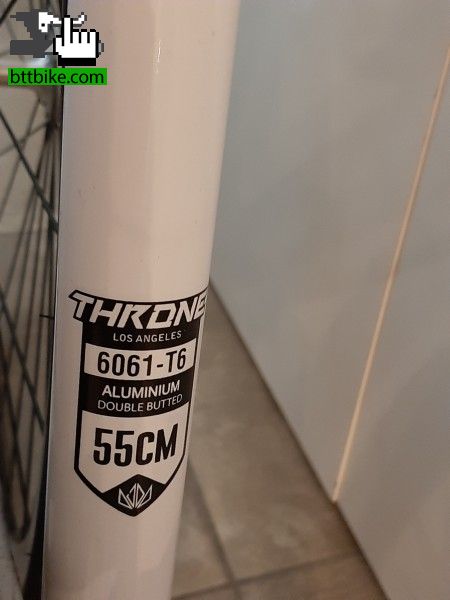 bttbike.com
THRONE
LOS ANGELES
6061-T6
ALUMINIUM
DOUBLE BUTTED
55CM